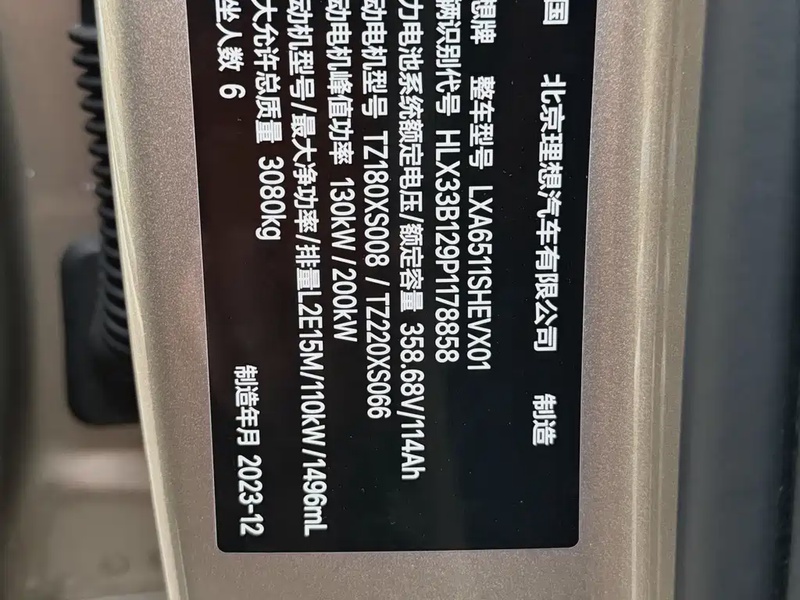 国 北京理想汽车有限公司 制造
想牌 整车型号 LXA6511SHEVX01
辆识别代号 HLX33B129P1178858
力电池系统额定电压/额定容量 358.68V/114Ah
动电机型号 TZ180XS008 / TZ220XS066
动电机峰值功率 130kW / 200kW
动机型号/最大净功率/排量L2E15M/110kW/1496mL
大允许总质量 3080kg
坐人数 6 制造年月 2023-12